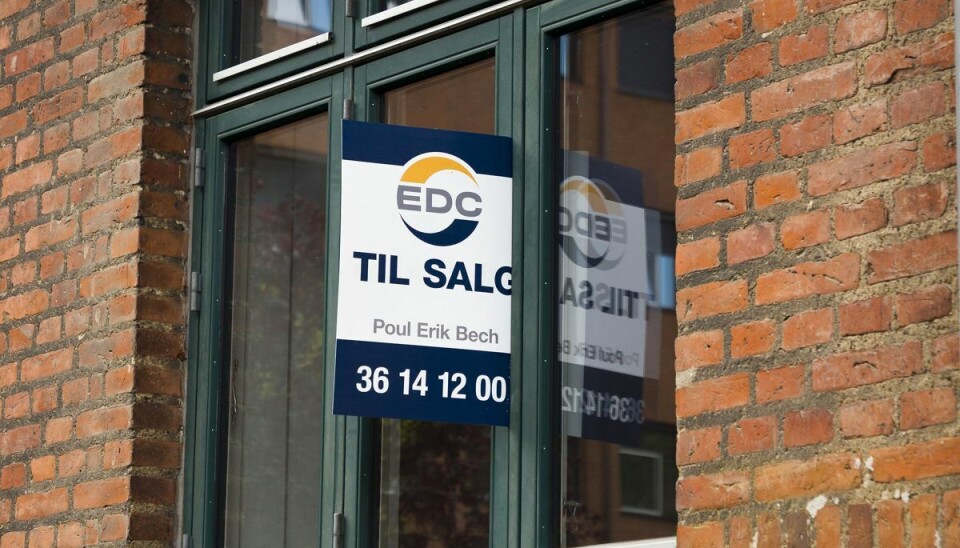 EDC
TIL SALG
Poul Erik Bech
36 14 12 00